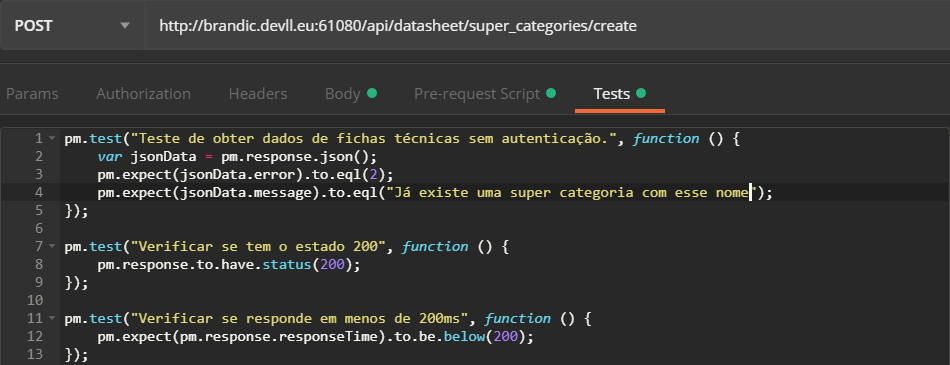 POST http://brandic.devll.eu:61080/api/datasheet/super_categories/create
Params Authorization Headers Body Pre-request Script Tests
1 pm.test("Teste de obter dados de fichas técnicas sem autenticação.", function () {
2 var jsonData = pm.response.json();
3 pm.expect(jsonData.error).to.eql(2);
4 pm.expect(jsonData.message).to.eql("Já existe uma super categoria com esse nome");
5 });
6
7 pm.test("Verificar se tem o estado 200", function () {
8 pm.response.to.have.status(200);
9 });
10
11 pm.test("Verificar se responde em menos de 200ms", function () {
12 pm.expect(pm.response.responseTime).to.be.below(200);
13 });